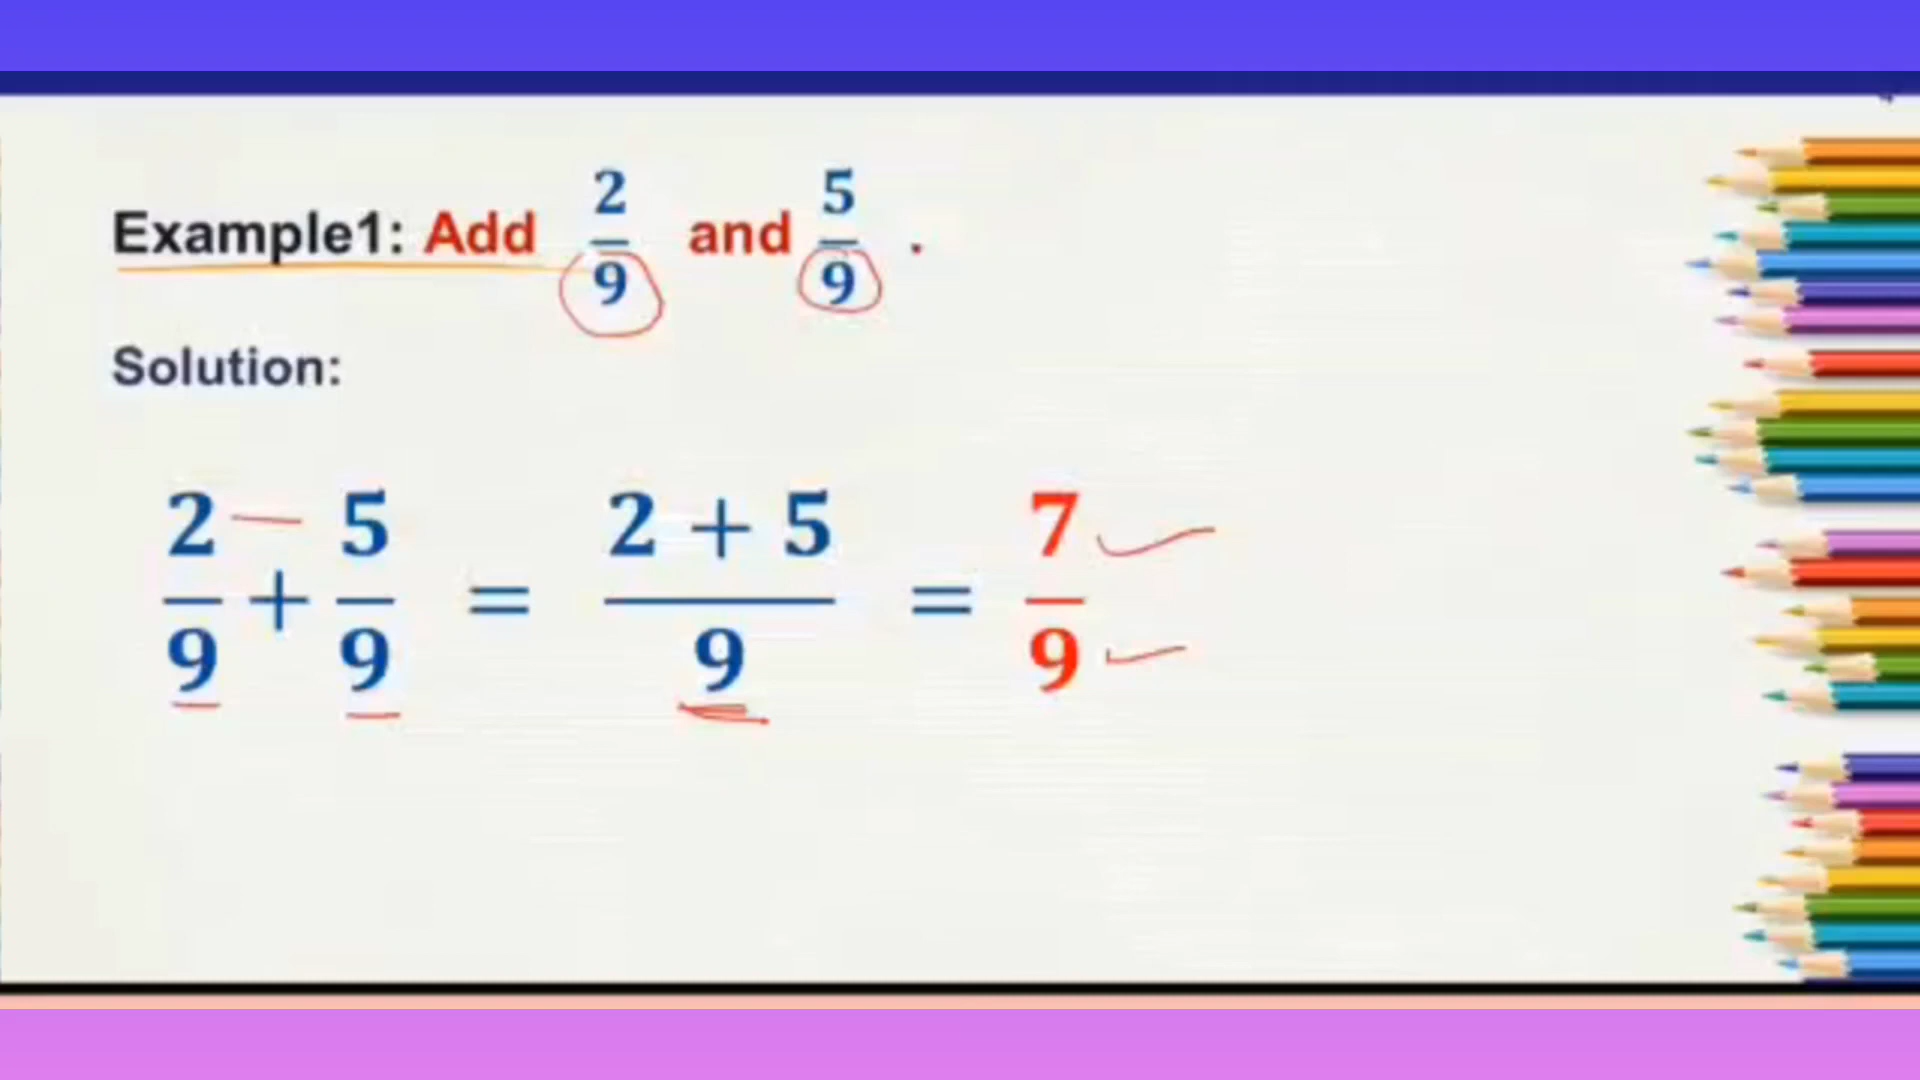 Example1: Add 2/9 and 5/9 .
Solution:
2/9 + 5/9 = 2 + 5/9 = 7/9